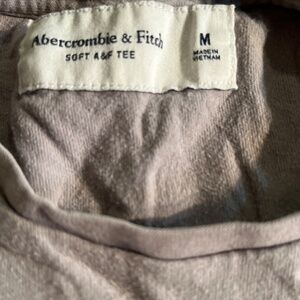 Abercrombie & Fitch
SOFT A&F TEE
M
MADE IN
VIETNAM